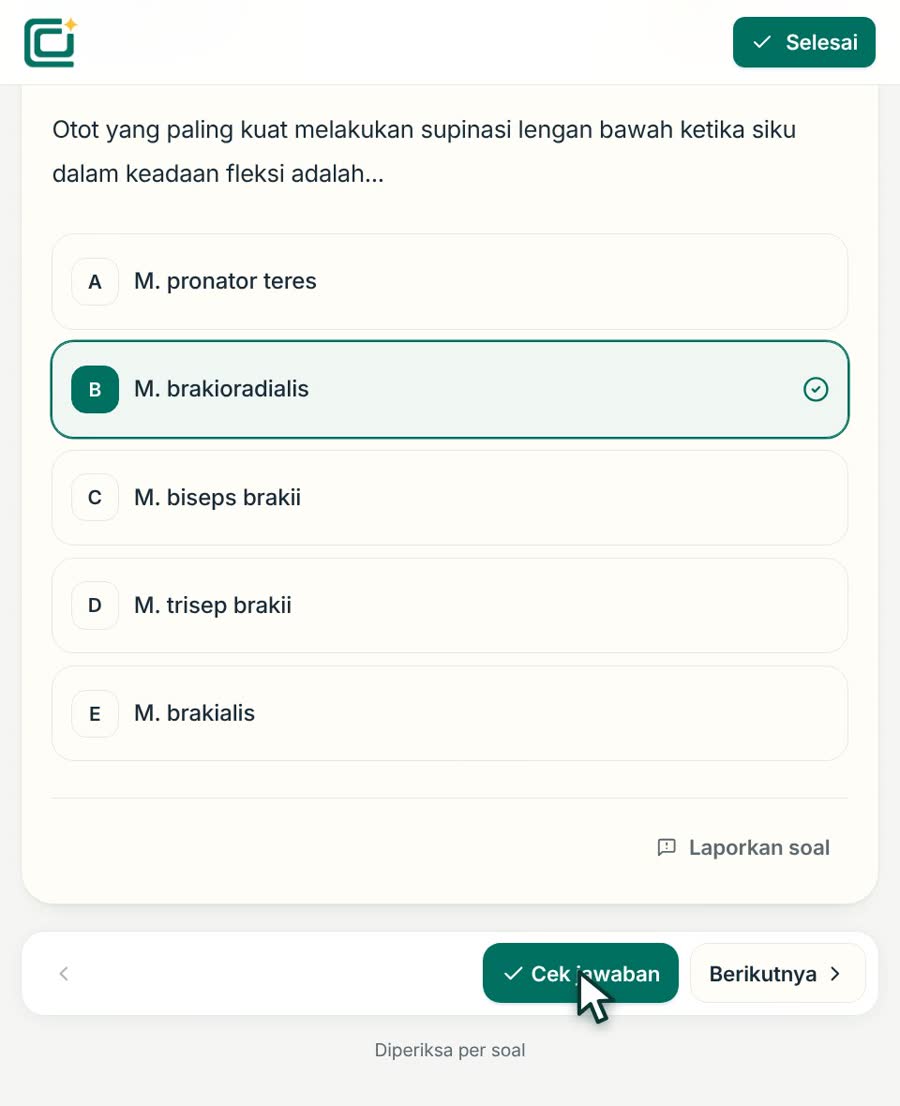 Selesai
Otot yang paling kuat melakukan supinasi lengan bawah ketika siku
dalam keadaan fleksi adalah...
A M. pronator teres
B M. brakioradialis
C M. biseps brakii
D M. trisep brakii
E M. brakialis
Laporkan soal
Cek jawaban
Berikutnya
Diperiksa per soal